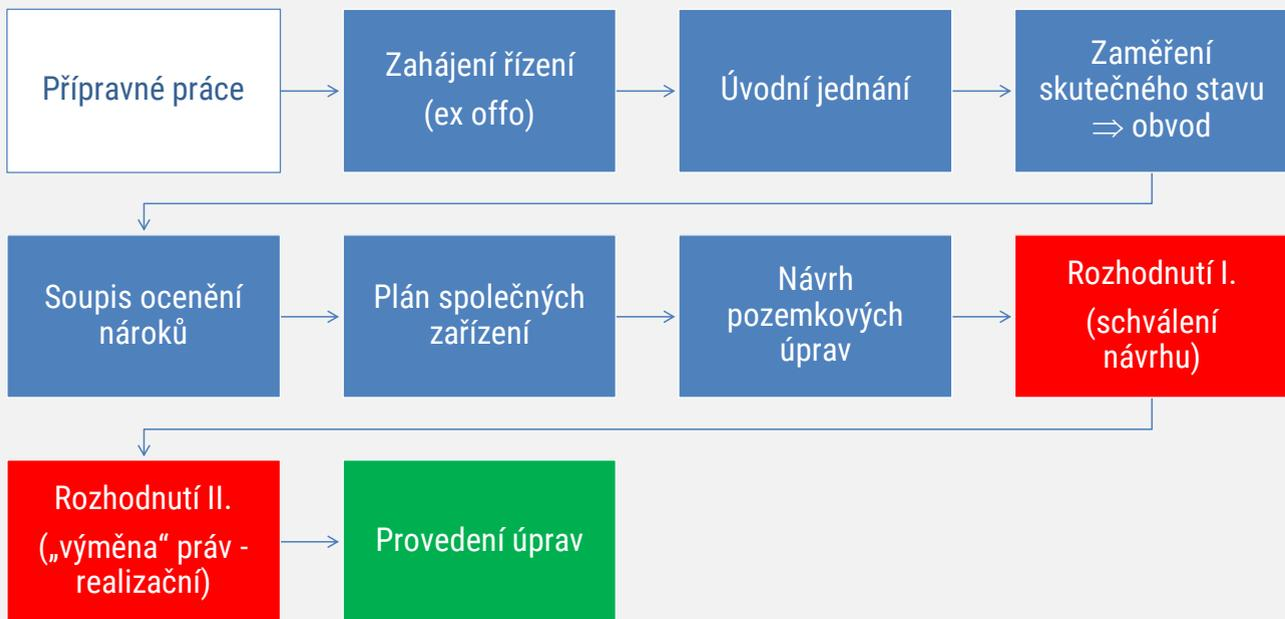 Přípravné práce
Zahájení řízení
(ex offo)
Úvodní jednání
Zaměření
skutečného stavu
⇒ obvod
Soupis ocenění
nároků
Plán společných
zařízení
Návrh
pozemkových
úprav
Rozhodnutí I.
(schválení
návrhu)
Rozhodnutí II.
(„výměna“ práv -
realizační)
Provedení úprav